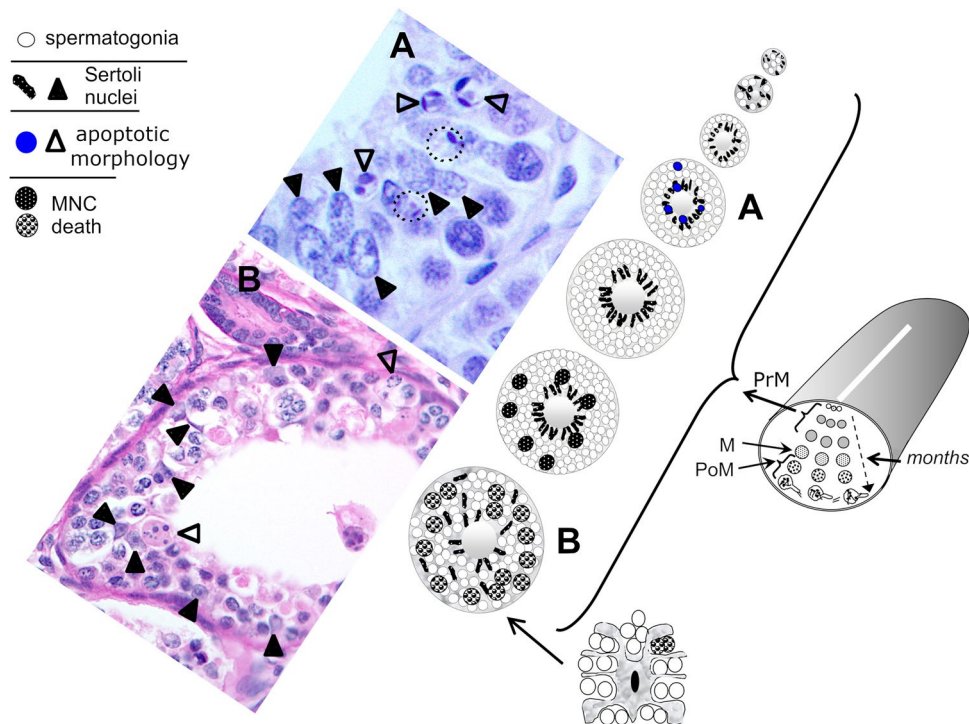 spermatogonia
Sertoli
nuclei
apoptotic
morphology
MNC
death
A
B
A
B
PrM
M
PoM
months